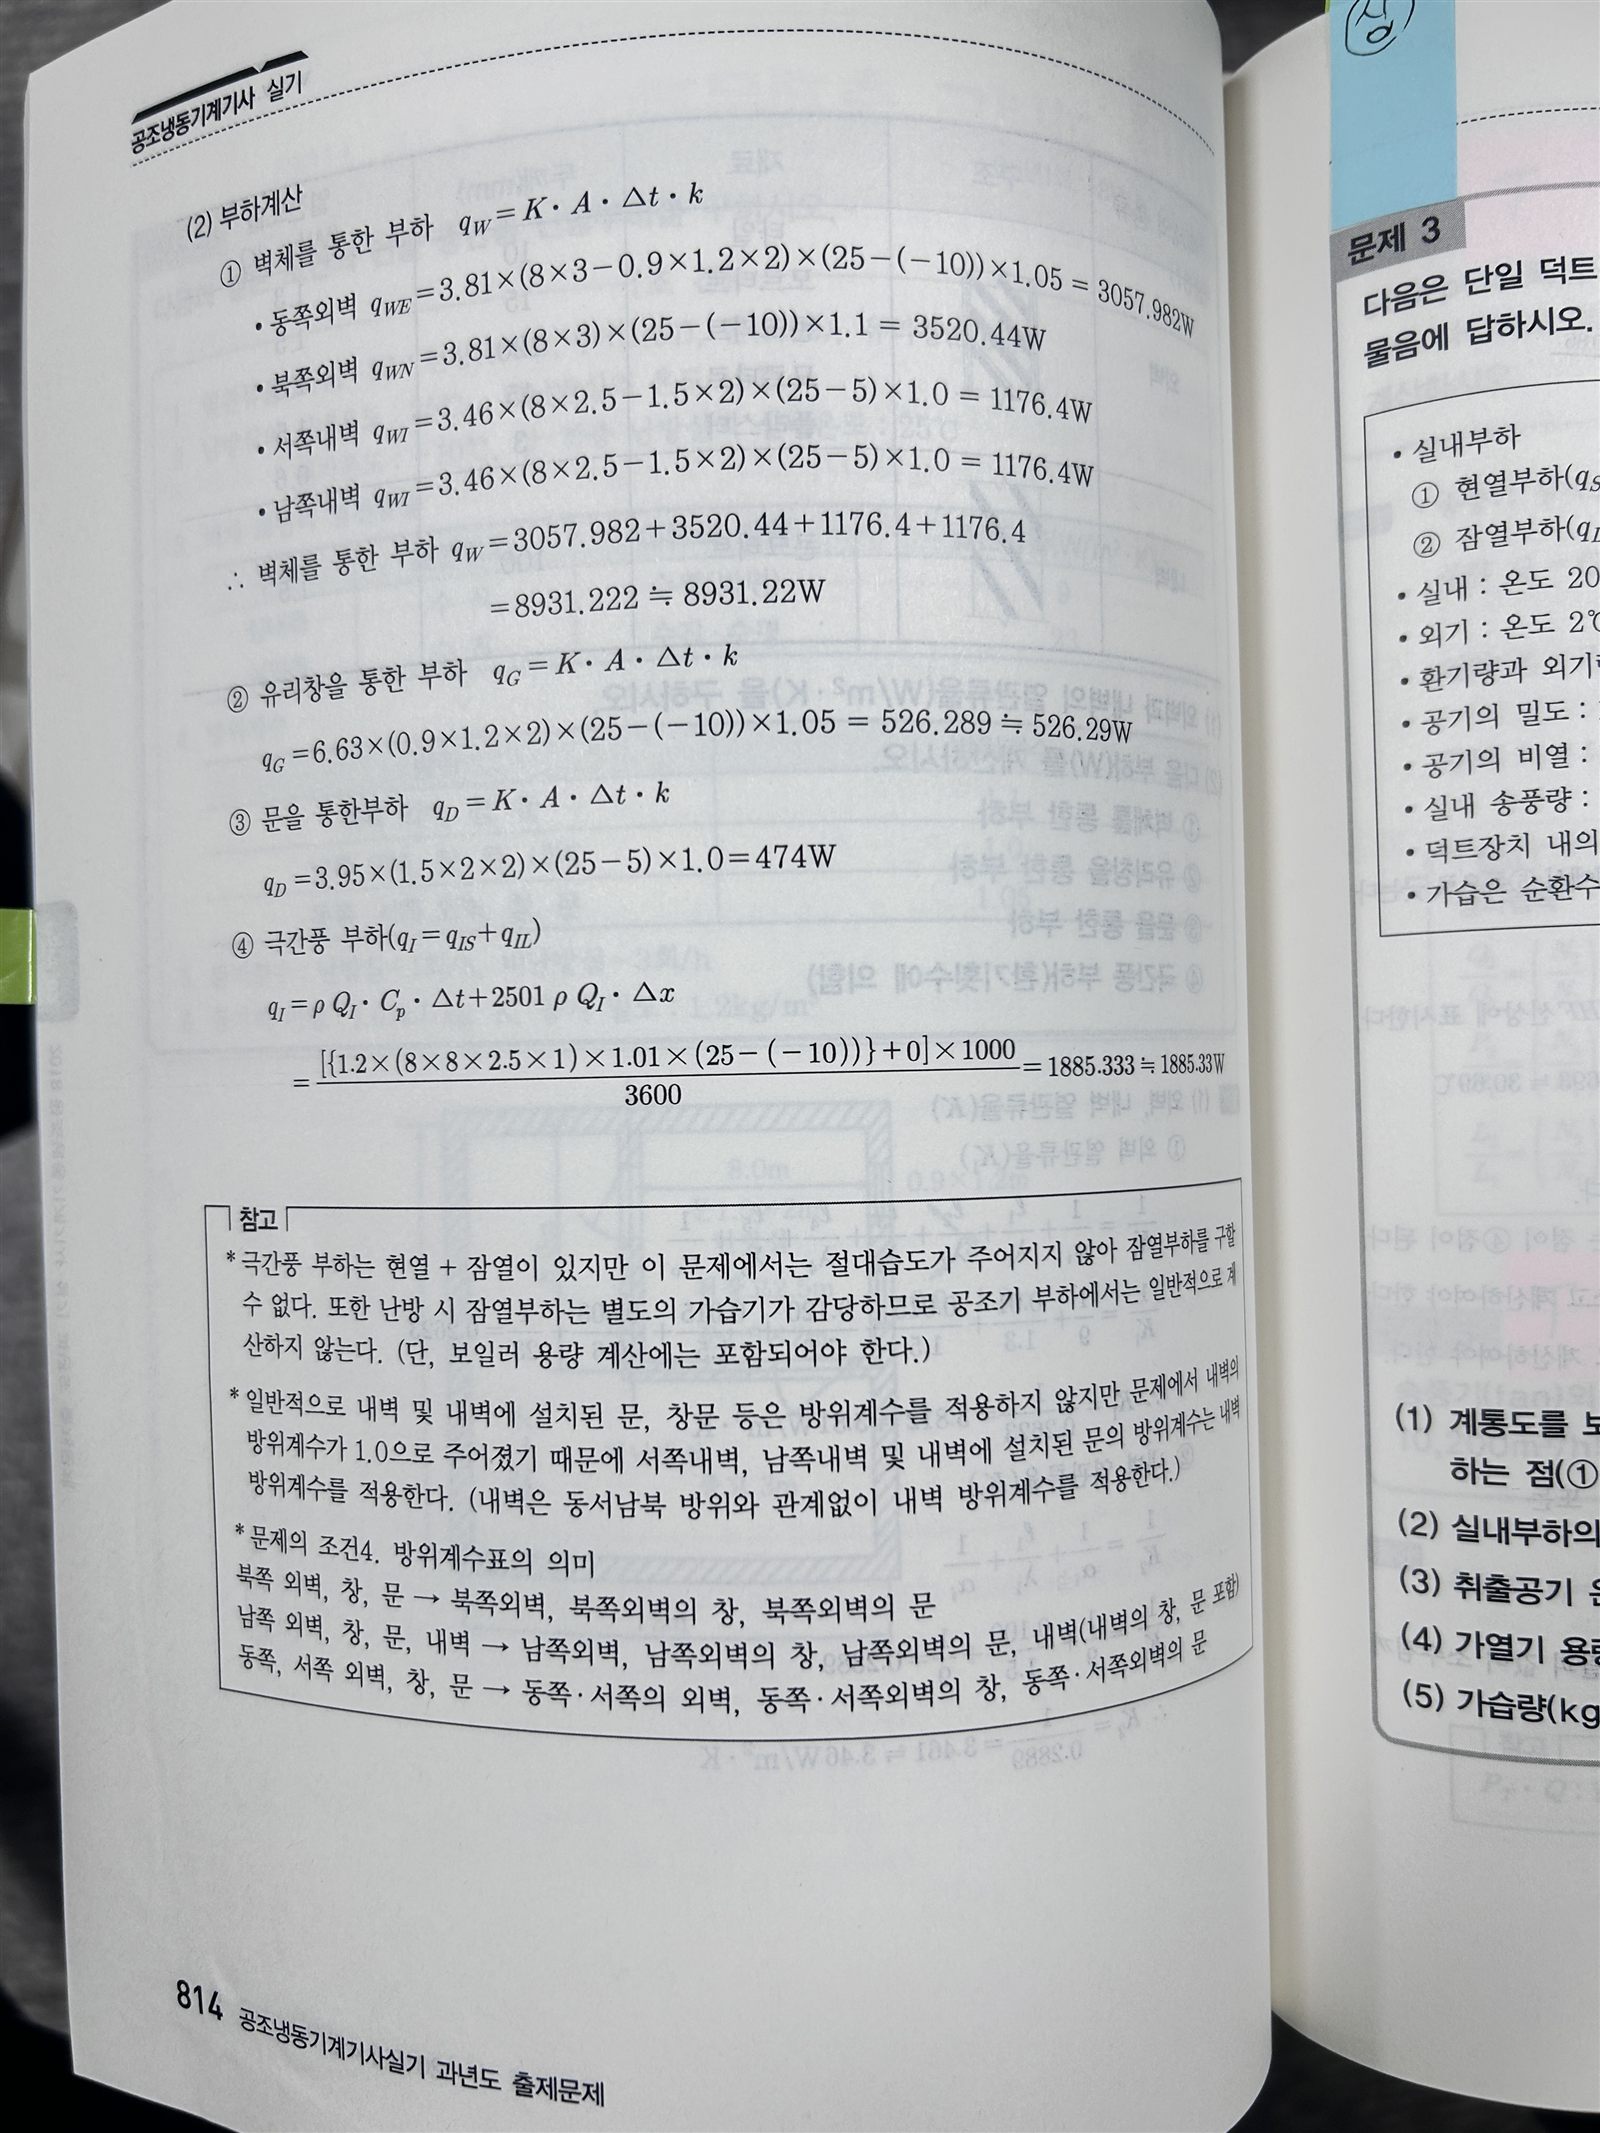 공조냉동기계기사 실기
(2) 부하계산
① 벽체를 통한 부하 qW=K·A·Δt·k
• 동쪽외벽 qWE=3.81×(8×3−0.9×1.2×2)×(25−(−10))×1.05 = 3057.982W
• 북쪽외벽 qWN=3.81×(8×3)×(25−(−10))×1.1 = 3520.44W
• 서쪽내벽 qWI=3.46×(8×2.5−1.5×2)×(25−5)×1.0 = 1176.4W
• 남쪽내벽 qWI=3.46×(8×2.5−1.5×2)×(25−5)×1.0 = 1176.4W
∴ 벽체를 통한 부하 qW=3057.982+3520.44+1176.4+1176.4
=8931.222≒8931.22W
② 유리창을 통한 부하 qG=K·A·Δt·k
qG=6.63×(0.9×1.2×2)×(25−(−10))×1.05 = 526.289≒526.29W
③ 문을 통한부하 qD=K·A·Δt·k
qD=3.95×(1.5×2×2)×(25−5)×1.0=474W
④ 극간풍 부하(qI=qIS+qIL)
qI=ρQI·Cp·Δt+2501ρQI·Δx
=[{1.2×(8×8×2.5×1)×1.01×(25−(−10))}+0]×1000/3600=1885.333≒1885.33W
참고
* 극간풍 부하는 현열 + 잠열이 있지만 이 문제에서는 절대습도가 주어지지 않아 잠열부하를 구할
수 없다. 또한 난방 시 잠열부하는 별도의 가습기가 감당하므로 공조기 부하에서는 일반적으로 계
산하지 않는다. (단, 보일러 용량 계산에는 포함되어야 한다.)
* 일반적으로 내벽 및 내벽에 설치된 문, 창문 등은 방위계수를 적용하지 않지만 문제에서 내벽의
방위계수가 1.0으로 주어졌기 때문에 서쪽내벽, 남쪽내벽 및 내벽에 설치된 문의 방위계수는 내벽
방위계수를 적용한다. (내벽은 동서남북 방위와 관계없이 내벽 방위계수를 적용한다.)
* 문제의 조건4. 방위계수표의 의미
북쪽 외벽, 창, 문 → 북쪽외벽, 북쪽외벽의 창, 북쪽외벽의 문
남쪽 외벽, 창, 문, 내벽 → 남쪽외벽, 남쪽외벽의 창, 남쪽외벽의 문, 내벽(내벽의 창, 문 포함)
동쪽, 서쪽 외벽, 창, 문 → 동쪽·서쪽의 외벽, 동쪽·서쪽외벽의 창, 동쪽·서쪽외벽의 문
814 공조냉동기계기사실기 과년도 출제문제
상
문제 3
다음은 단일 덕트
물음에 답하시오.
• 실내부하
① 현열부하(qS
② 잠열부하(qL
• 실내 : 온도 20
• 외기 : 온도 2℃
• 환기량과 외기
• 공기의 밀도 :
• 공기의 비열 :
• 실내 송풍량 :
• 덕트장치 내의
• 가습은 순환수
(1) 계통도를 보
하는 점(①
(2) 실내부하의
(3) 취출공기 온
(4) 가열기 용량
(5) 가습량(kg